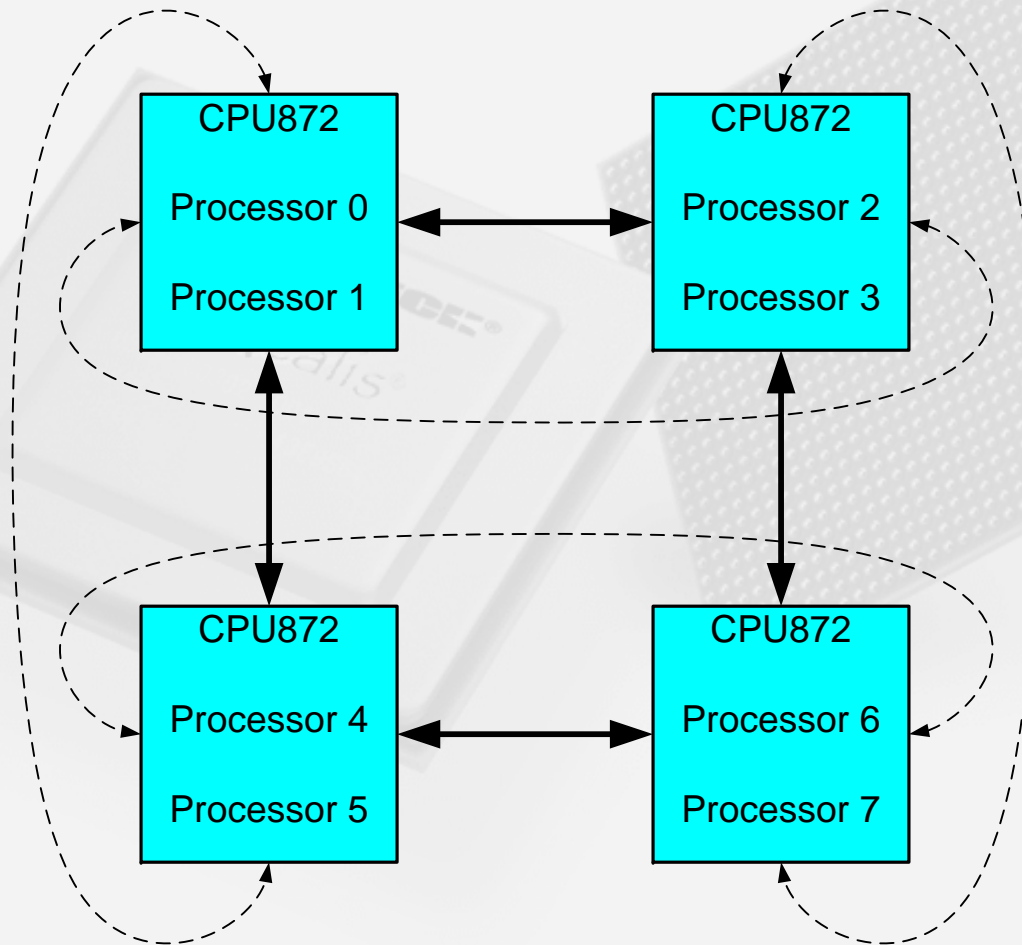 CPU872
Processor 0
Processor 1
CPU872
Processor 2
Processor 3
CPU872
Processor 4
Processor 5
CPU872
Processor 6
Processor 7